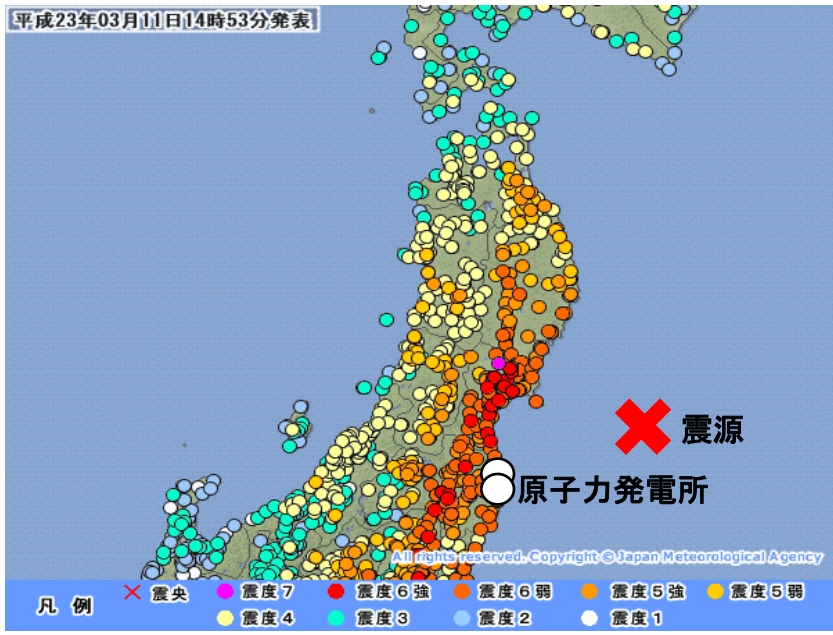 平成23年03月11日14時53分発表
震源
原子力発電所
All rights reserved. Copyright © Japan Meteorological Agency
凡 例 震央 震度7 震度6強 震度6弱 震度5強 震度5弱
震度4 震度3 震度2 震度1